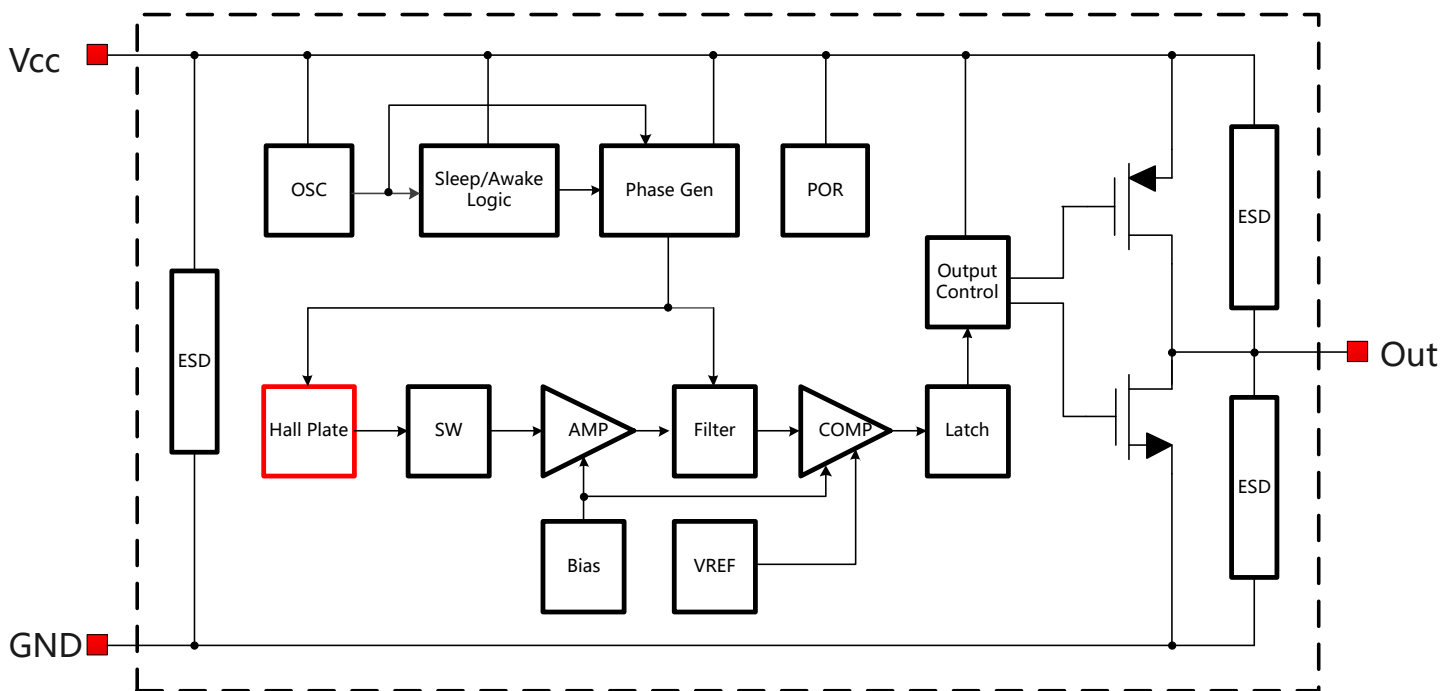 Vcc
OSC
Sleep/Awake
Logic
Phase Gen
POR
ESD
Output
Control
ESD
Out
Hall Plate
SW
AMP
Filter
COMP
Latch
ESD
Bias
VREF
GND